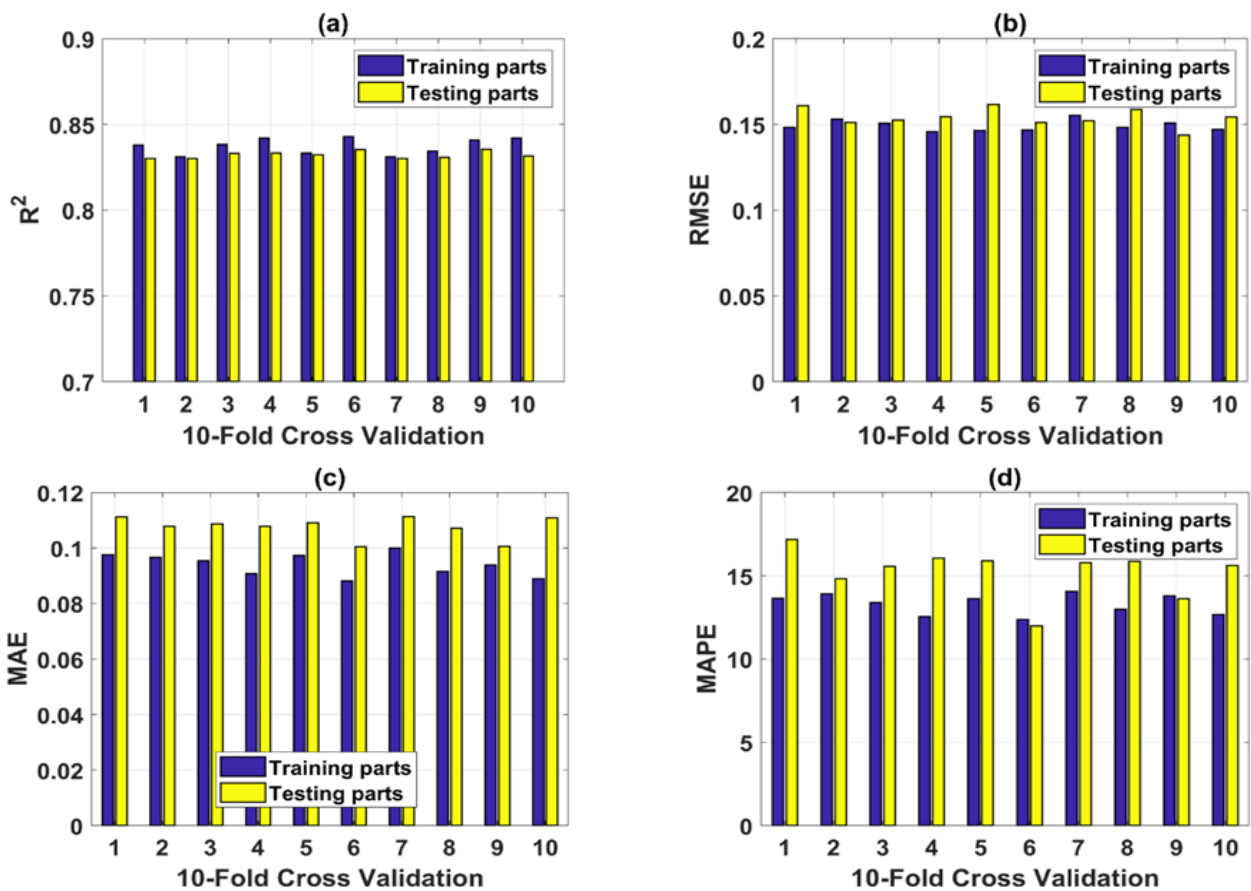 (a)
0.9
0.85
0.8
0.75
0.7
R²
Training parts
Testing parts
1 2 3 4 5 6 7 8 9 10
10-Fold Cross Validation
(b)
0.2
0.15
0.1
0.05
0
RMSE
Training parts
Testing parts
1 2 3 4 5 6 7 8 9 10
10-Fold Cross Validation
(c)
0.12
0.1
0.08
0.06
0.04
0.02
0
MAE
Training parts
Testing parts
1 2 3 4 5 6 7 8 9 10
10-Fold Cross Validation
(d)
20
15
10
5
0
MAPE
Training parts
Testing parts
1 2 3 4 5 6 7 8 9 10
10-Fold Cross Validation